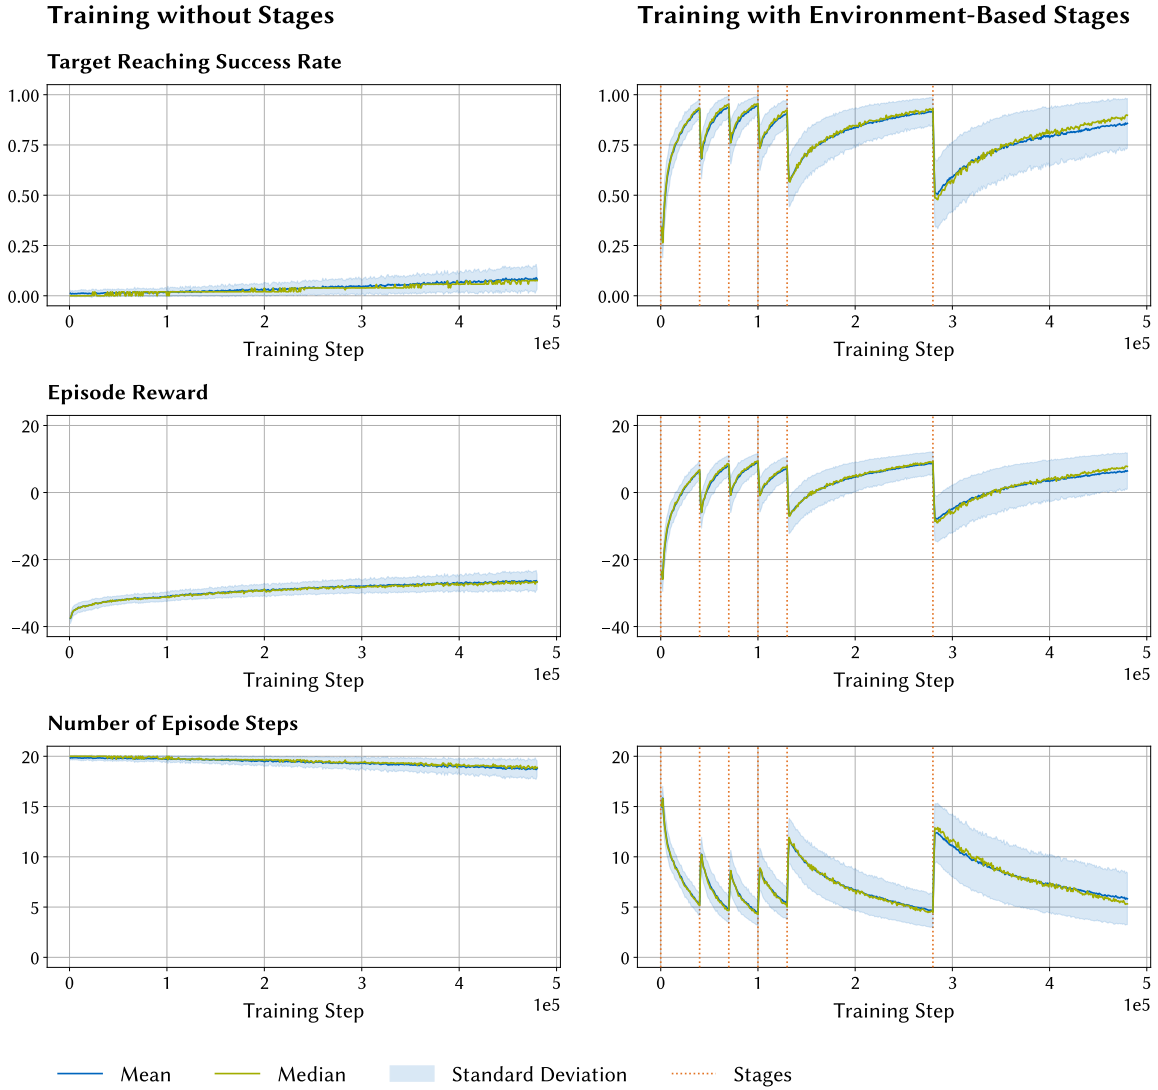 Training without Stages
Training with Environment-Based Stages
Target Reaching Success Rate
1.00
0.75
0.50
0.25
0.00
0 1 2 3 4 5
1e5
Training Step
1.00
0.75
0.50
0.25
0.00
0 1 2 3 4 5
1e5
Training Step
Episode Reward
20
0
−20
−40
0 1 2 3 4 5
1e5
Training Step
20
0
−20
−40
0 1 2 3 4 5
1e5
Training Step
Number of Episode Steps
20
15
10
5
0
0 1 2 3 4 5
1e5
Training Step
20
15
10
5
0
0 1 2 3 4 5
1e5
Training Step
Mean Median Standard Deviation Stages